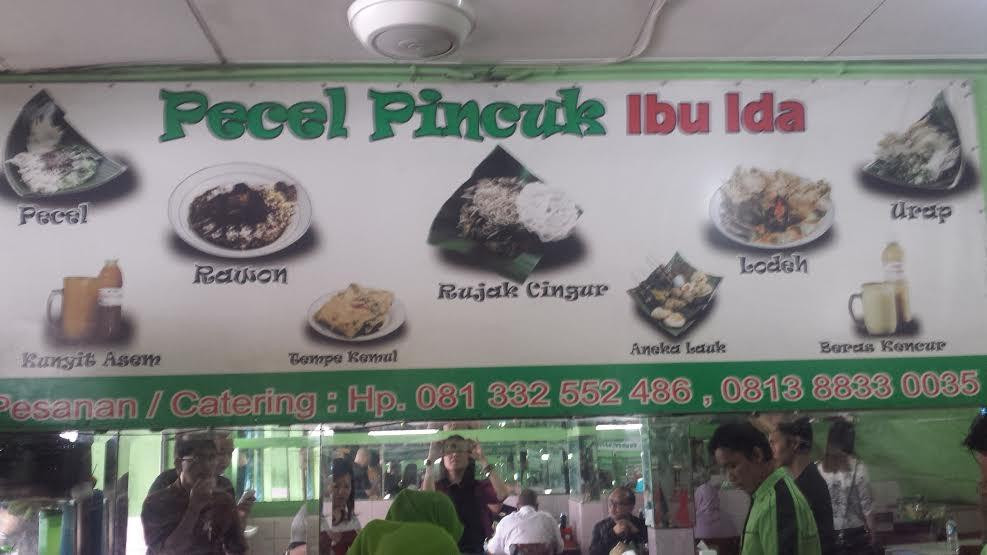 Pecel Pincuk Ibu Ida
Pecel
Rawon
Rujak Cingur
Lodeh
Urap
Kunyit Asem
Tempe Kemul
Aneka Lauk
Beras Kencur
Pesanan / Catering : Hp. 081 332 552 486 , 0813 8833 0035